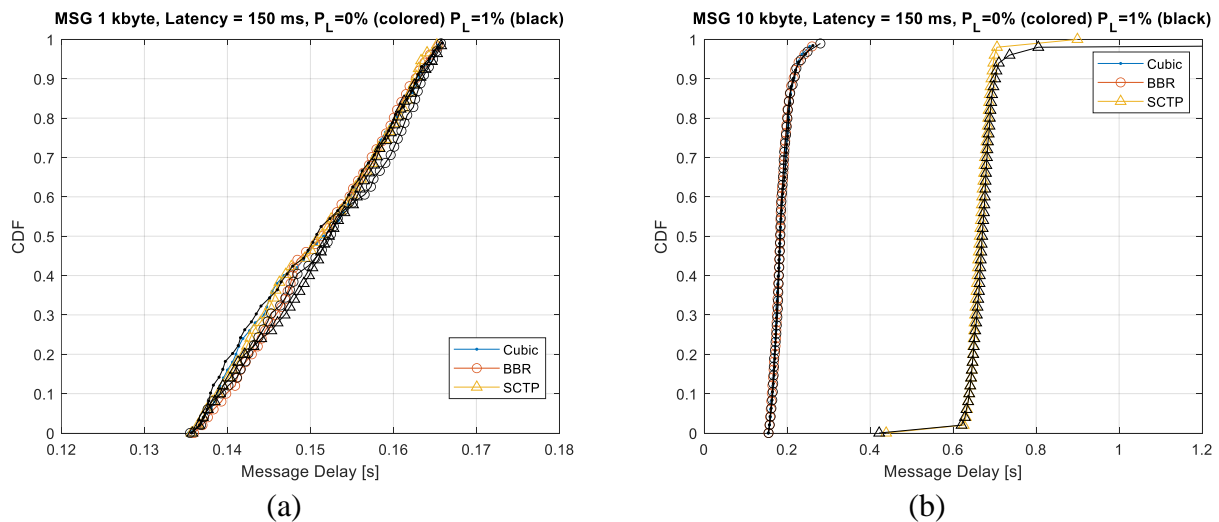 MSG 1 kbyte, Latency = 150 ms, P_L=0% (colored) P_L=1% (black)
1
0.9
0.8
0.7
0.6
0.5
0.4
0.3
0.2
0.1
0
CDF
Cubic
BBR
SCTP
0.12 0.13 0.14 0.15 0.16 0.17 0.18
Message Delay [s]
(a)
MSG 10 kbyte, Latency = 150 ms, P_L=0% (colored) P_L=1% (black)
1
0.9
0.8
0.7
0.6
0.5
0.4
0.3
0.2
0.1
0
CDF
Cubic
BBR
SCTP
0 0.2 0.4 0.6 0.8 1 1.2
Message Delay [s]
(b)